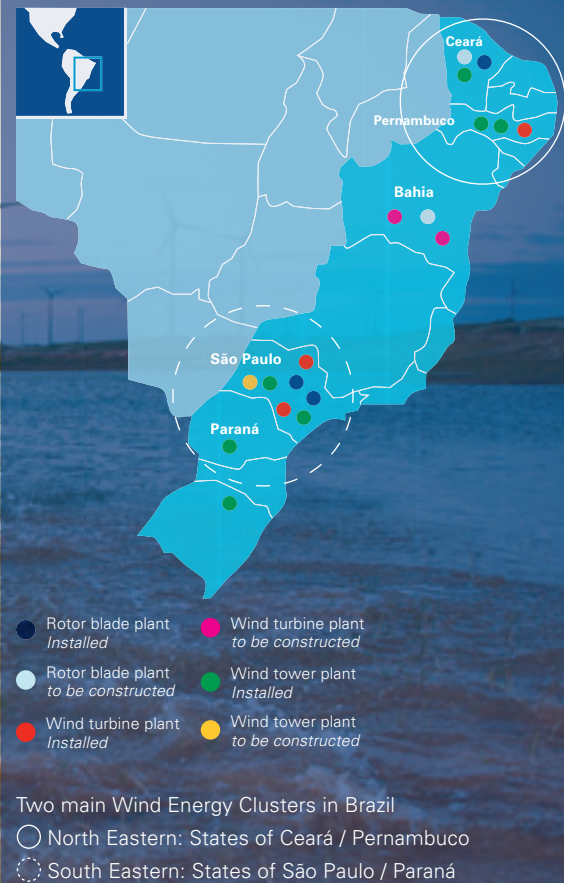 Ceará
Pernambuco
Bahia
São Paulo
Paraná
Rotor blade plant
Installed
Rotor blade plant
to be constructed
Wind turbine plant
Installed
Wind turbine plant
to be constructed
Wind tower plant
Installed
Wind tower plant
to be constructed
Two main Wind Energy Clusters in Brazil
North Eastern: States of Ceará / Pernambuco
South Eastern: States of São Paulo / Paraná